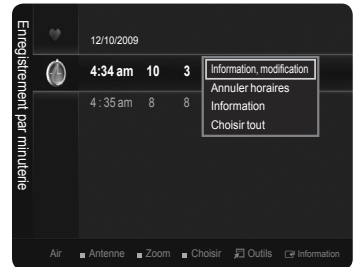 Enregistrement par minuterie
12/10/2009
4:34 am 10 3
4 : 35 am 8 8
Information, modification
Annuler horaires
Information
Choisir tout
Air Antenne Zoom Choisir Outils Information